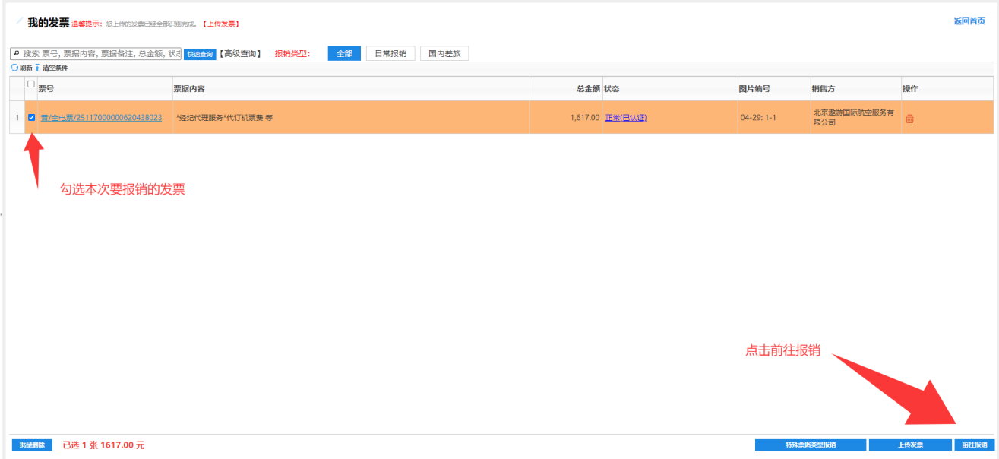 我的发票 温馨提示：您上传的发票已经全部识别完成。【上传发票】
返回首页
搜索 票号, 票据内容, 票据备注, 总金额, 状态 快速查询 【高级查询】 报销类型： 全部 日常报销 国内差旅
刷新 清空条件
票号 票据内容 总金额 状态 图片编号 销售方 操作
1 普/全电票/25117000000620438023 *经纪代理服务*代订机票费 等 1,617.00 正常(已认证) 04-29: 1-1 北京遨游国际航空服务有
限公司
勾选本次要报销的发票
点击前往报销
批量删除 已选 1 张 1617.00 元 特殊票据类型报销 上传发票 前往报销